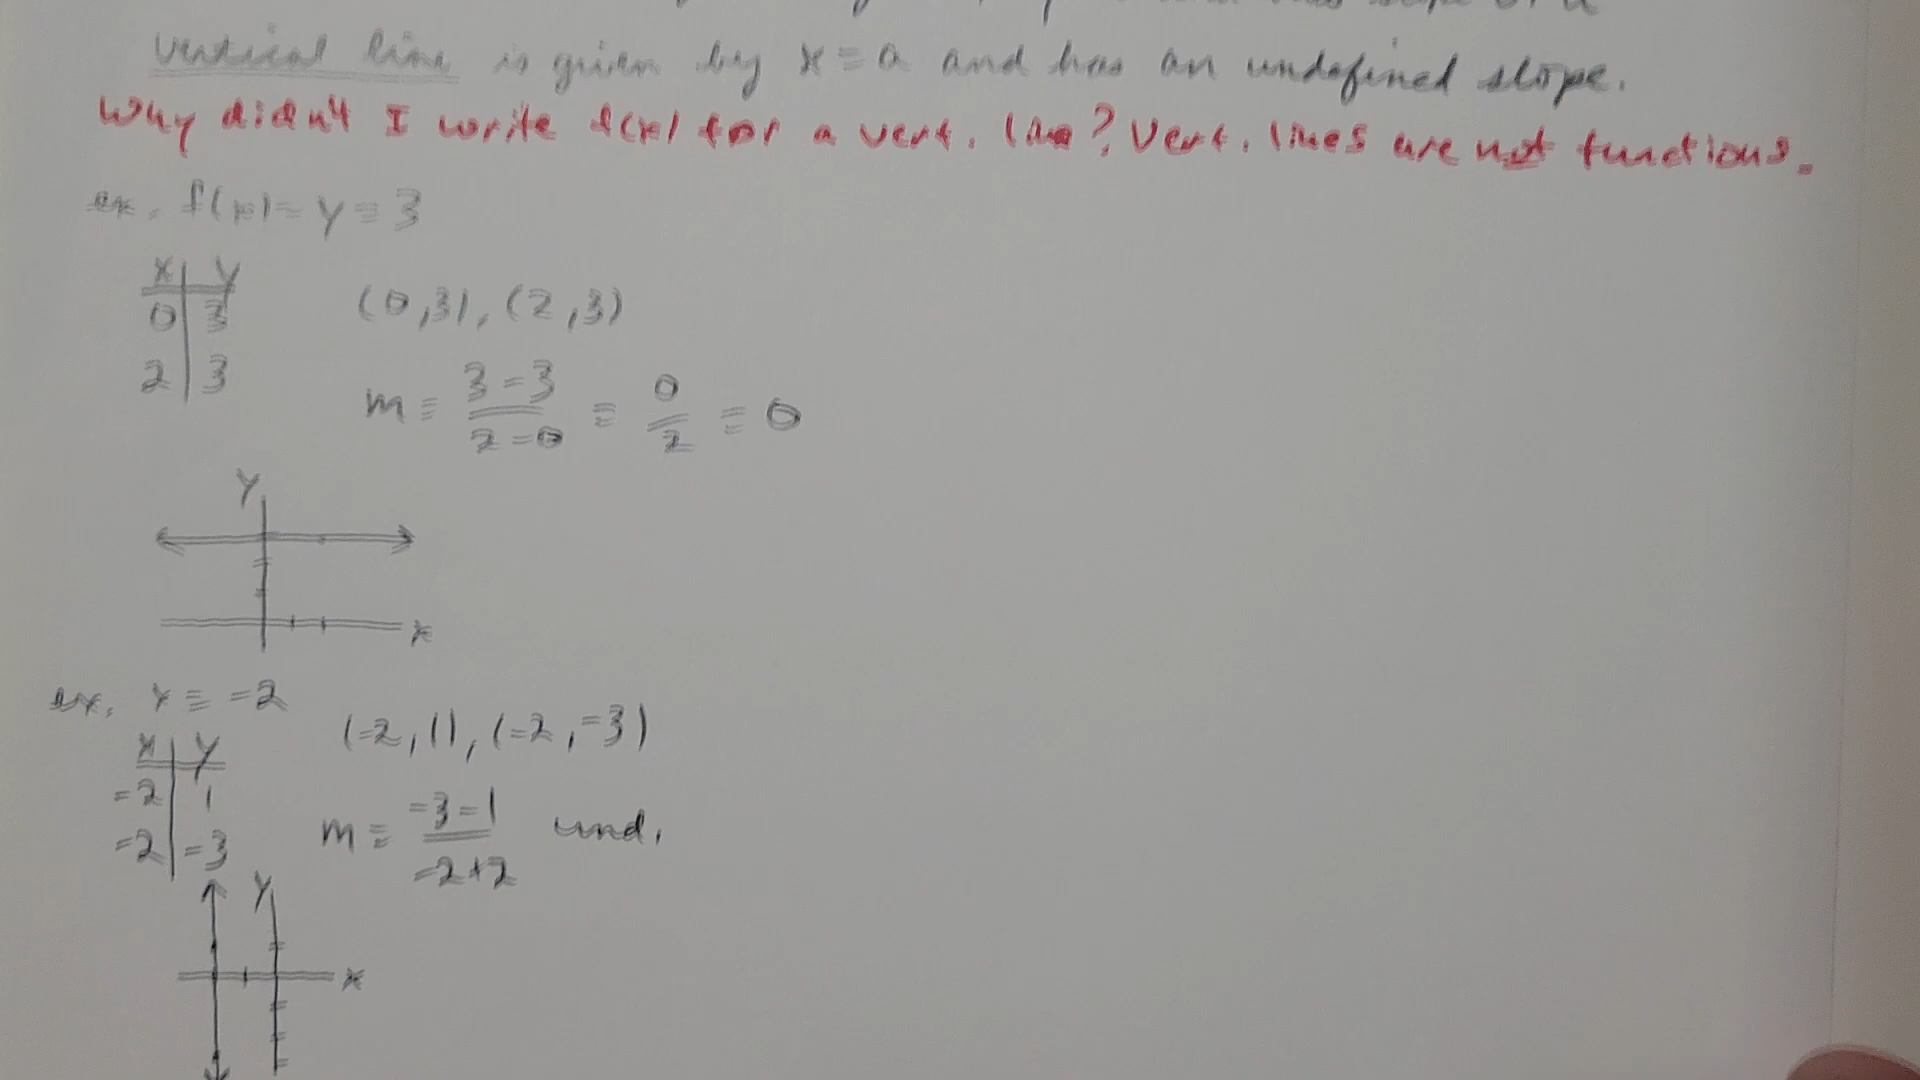 vertical line is given by x = a and has an undefined slope.
Why didn't I write f(x) for a vert. line? Vert. lines are not functions.
ex. f(x) = y = 3
x y
0 3
2 3
(0,3), (2,3)
m = 3-3 / 2-0 = 0/2 = 0
y
x
ex. x = -2
x y
-2 1
-2 -3
(-2,1), (-2,-3)
m = -3-1 / -2+2 und.
y
x